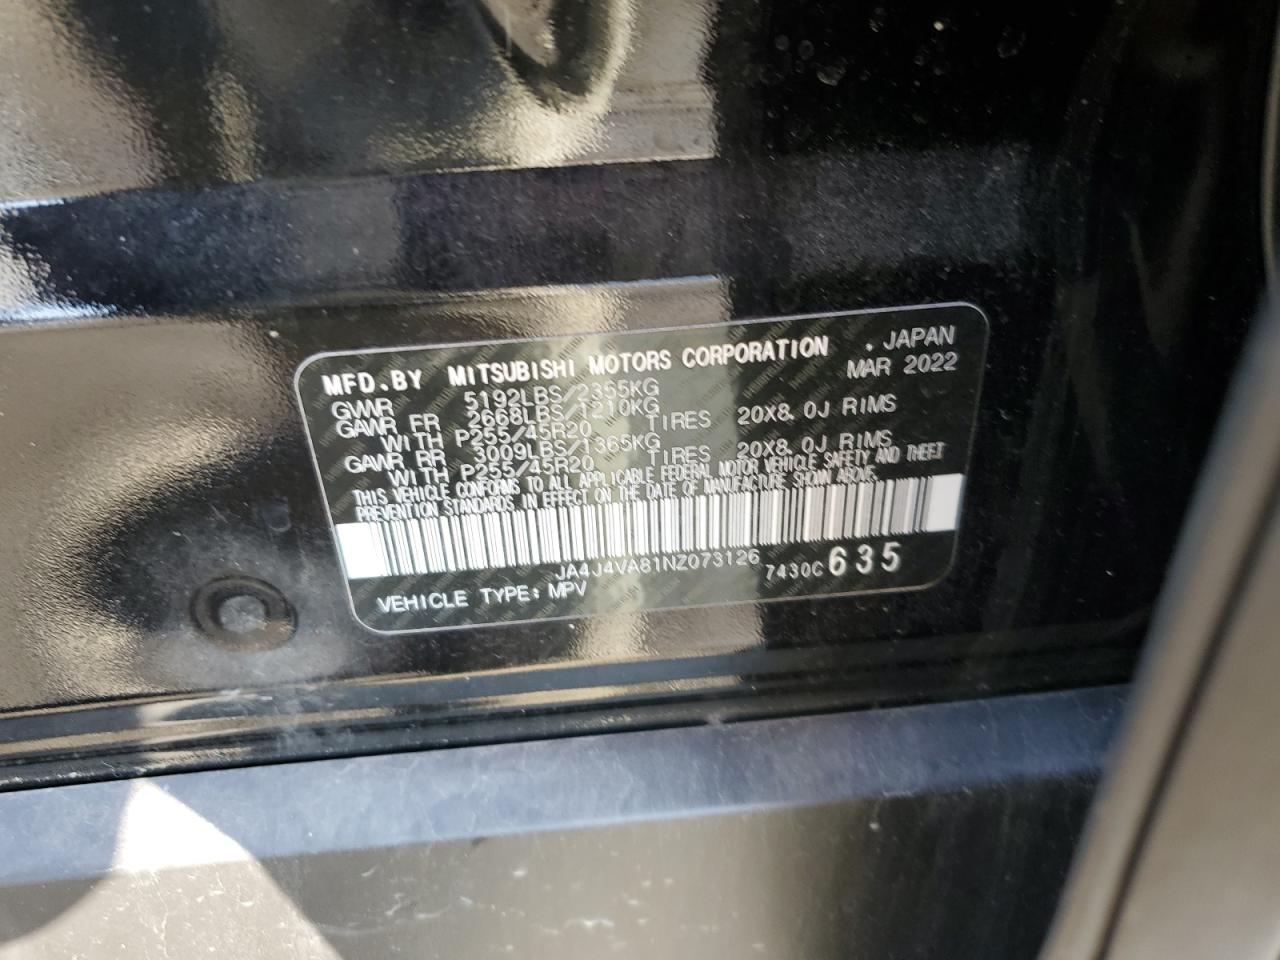 MFD.BY MITSUBISHI MOTORS CORPORATION . JAPAN
GVWR 5192LBS/2355KG MAR 2022
GAWR FR 2668LBS/1210KG
WITH P255/45R20 TIRES 20X8.0J RIMS
GAWR RR 3009LBS/1365KG
WITH P255/45R20 TIRES 20X8.0J RIMS
THIS VEHICLE CONFORMS TO ALL APPLICABLE FEDERAL MOTOR VEHICLE SAFETY AND THEFT
PREVENTION STANDARDS IN EFFECT ON THE DATE OF MANUFACTURE SHOWN ABOVE.
JA4J4VA81NZ073126 7430C 635
VEHICLE TYPE: MPV